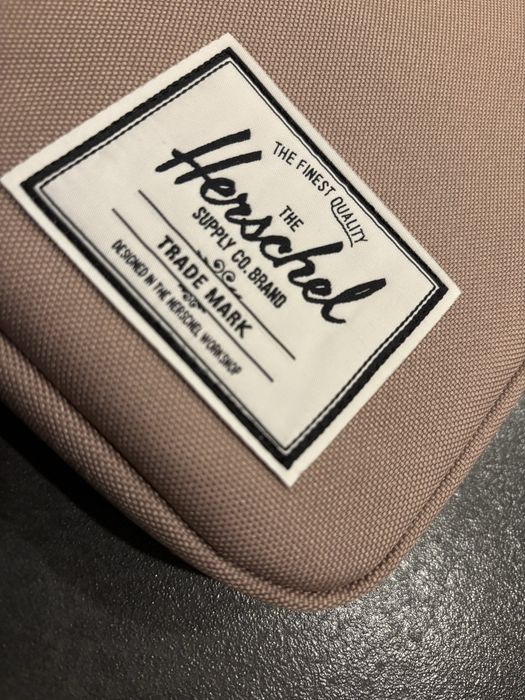 THE FINEST QUALITY
THE
Herschel
SUPPLY CO. BRAND
TRADE MARK
DESIGNED IN THE HERSCHEL WORKSHOP